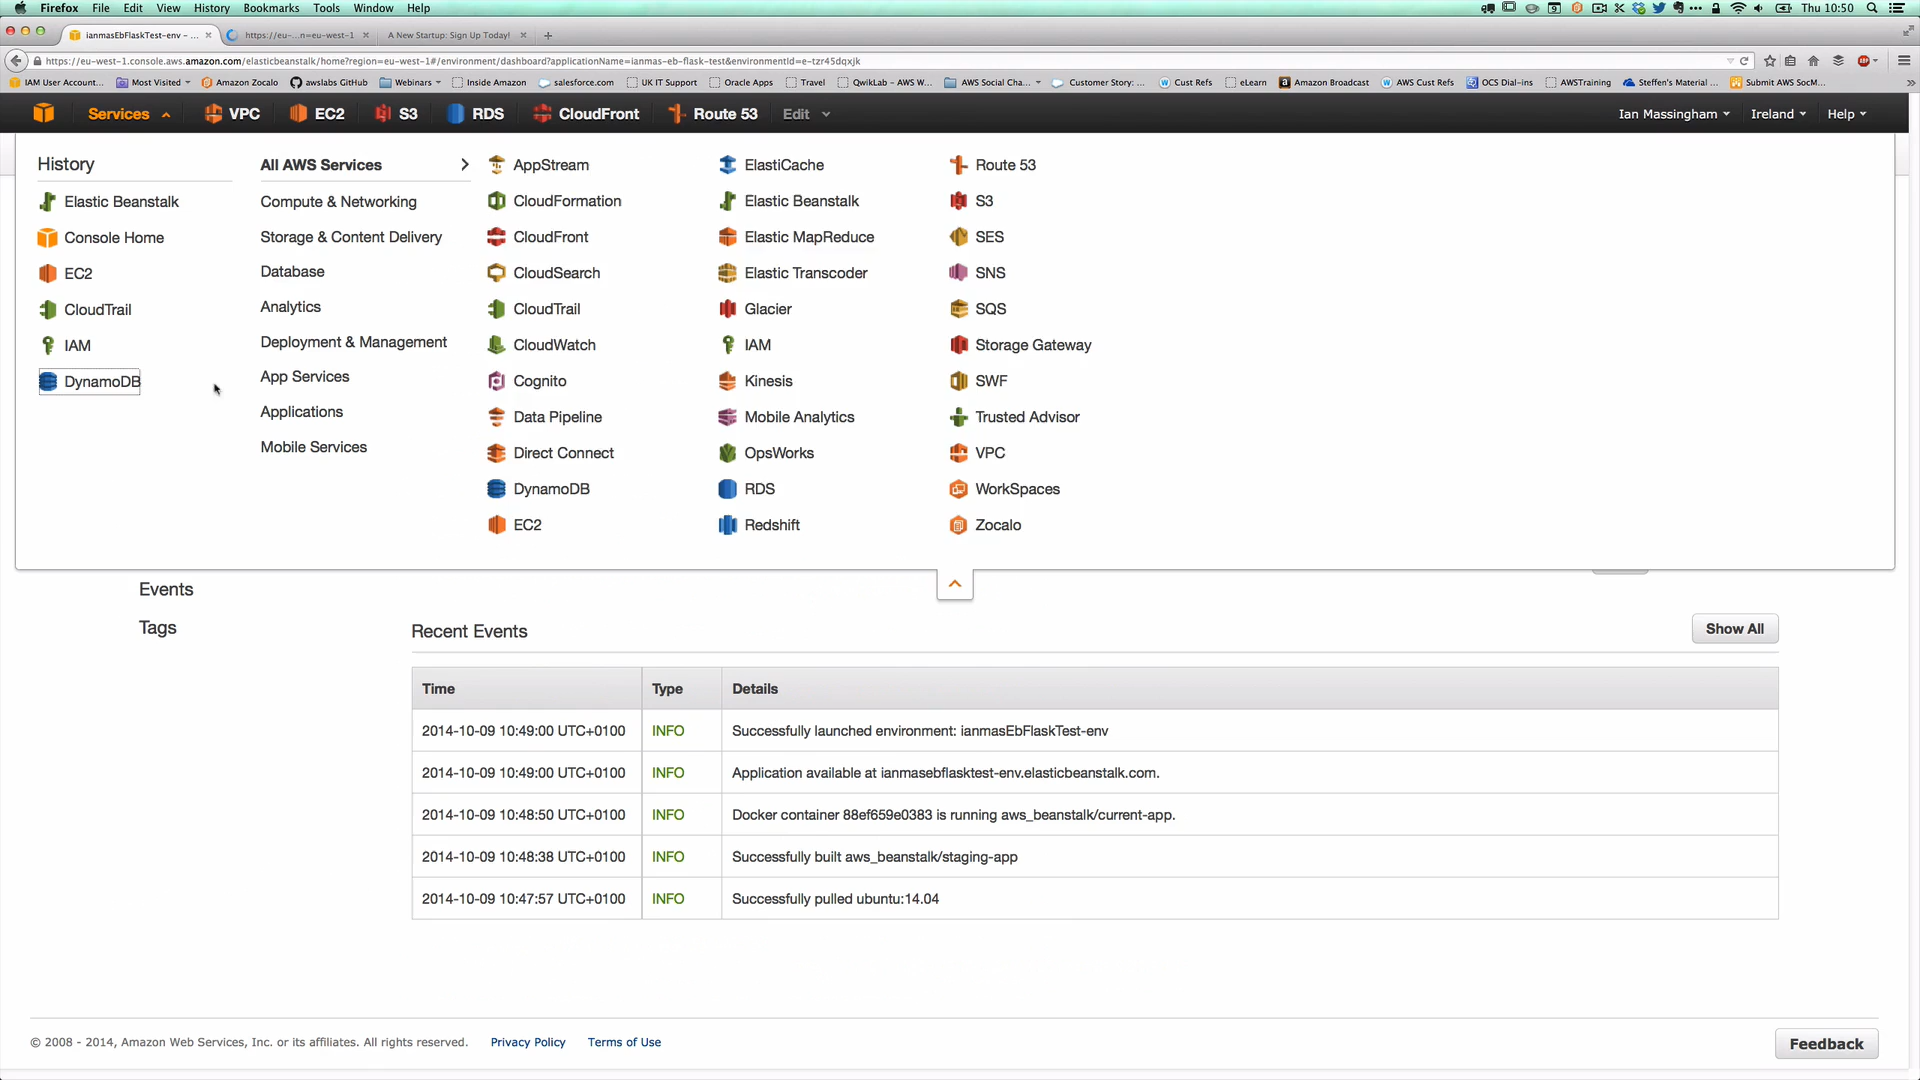 Firefox File Edit View History Bookmarks Tools Window Help
Thu 10:50
ianmasEbFlaskTest-env - ...
https://eu-...n=eu-west-1
A New Startup: Sign Up Today!
https://eu-west-1.console.aws.amazon.com/elasticbeanstalk/home?region=eu-west-1#/environment/dashboard?applicationName=ianmas-eb-flask-test&environmentId=e-tzr45dqxjk
IAM User Account... Most Visited Amazon Zocalo awslabs GitHub Webinars Inside Amazon salesforce.com UK IT Support Oracle Apps Travel QwikLab – AWS W... AWS Social Cha... Customer Story: ... Cust Refs eLearn Amazon Broadcast AWS Cust Refs OCS Dial-ins AWSTraining Steffen's Material ... Submit AWS SocM...
Services VPC EC2 S3 RDS CloudFront Route 53 Edit Ian Massingham Ireland Help
History
Elastic Beanstalk
Console Home
EC2
CloudTrail
IAM
DynamoDB
All AWS Services
Compute & Networking
Storage & Content Delivery
Database
Analytics
Deployment & Management
App Services
Applications
Mobile Services
AppStream
CloudFormation
CloudFront
CloudSearch
CloudTrail
CloudWatch
Cognito
Data Pipeline
Direct Connect
DynamoDB
EC2
ElastiCache
Elastic Beanstalk
Elastic MapReduce
Elastic Transcoder
Glacier
IAM
Kinesis
Mobile Analytics
OpsWorks
RDS
Redshift
Route 53
S3
SES
SNS
SQS
Storage Gateway
SWF
Trusted Advisor
VPC
WorkSpaces
Zocalo
Events
Tags
Recent Events
Show All
Time Type Details
2014-10-09 10:49:00 UTC+0100 INFO Successfully launched environment: ianmasEbFlaskTest-env
2014-10-09 10:49:00 UTC+0100 INFO Application available at ianmasebflasktest-env.elasticbeanstalk.com.
2014-10-09 10:48:50 UTC+0100 INFO Docker container 88ef659e0383 is running aws_beanstalk/current-app.
2014-10-09 10:48:38 UTC+0100 INFO Successfully built aws_beanstalk/staging-app
2014-10-09 10:47:57 UTC+0100 INFO Successfully pulled ubuntu:14.04
© 2008 - 2014, Amazon Web Services, Inc. or its affiliates. All rights reserved. Privacy Policy Terms of Use
Feedback